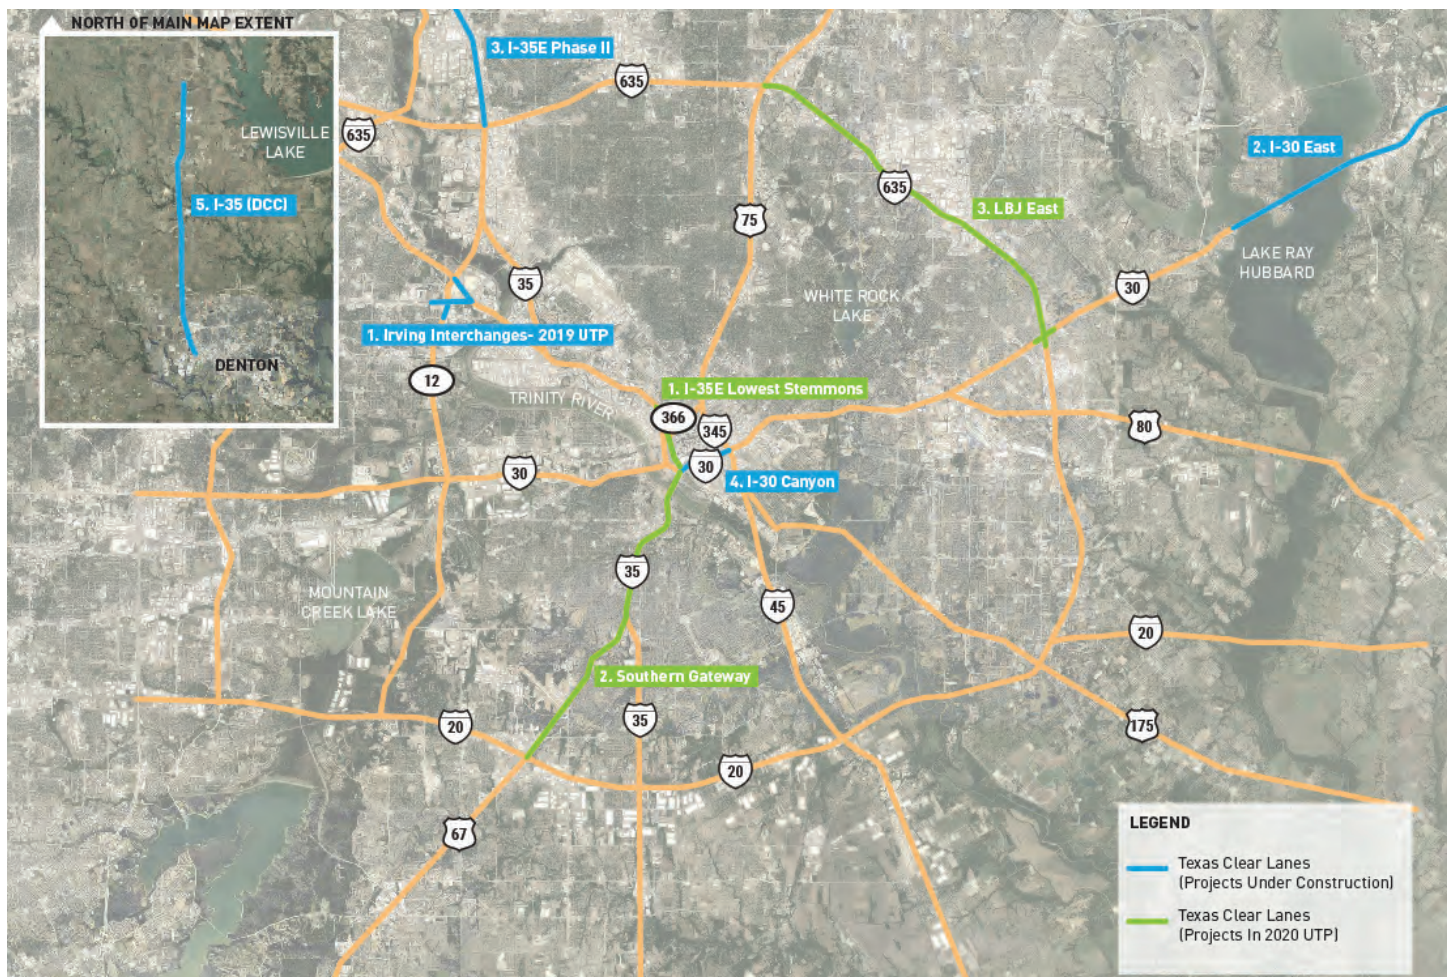 NORTH OF MAIN MAP EXTENT
LEWISVILLE
LAKE
5. I-35 (DCC)
DENTON
3. I-35E Phase II
635
635
2. I-30 East
635
3. LBJ East
75
LAKE RAY
HUBBARD
35
30
WHITE ROCK
LAKE
1. Irving Interchanges- 2019 UTP
12
1. I-35E Lowest Stemmons
TRINITY RIVER
366
345
80
30
30
4. I-30 Canyon
35
MOUNTAIN
CREEK LAKE
45
20
2. Southern Gateway
20
35
175
20
67
LEGEND
Texas Clear Lanes
(Projects Under Construction)
Texas Clear Lanes
(Projects In 2020 UTP)